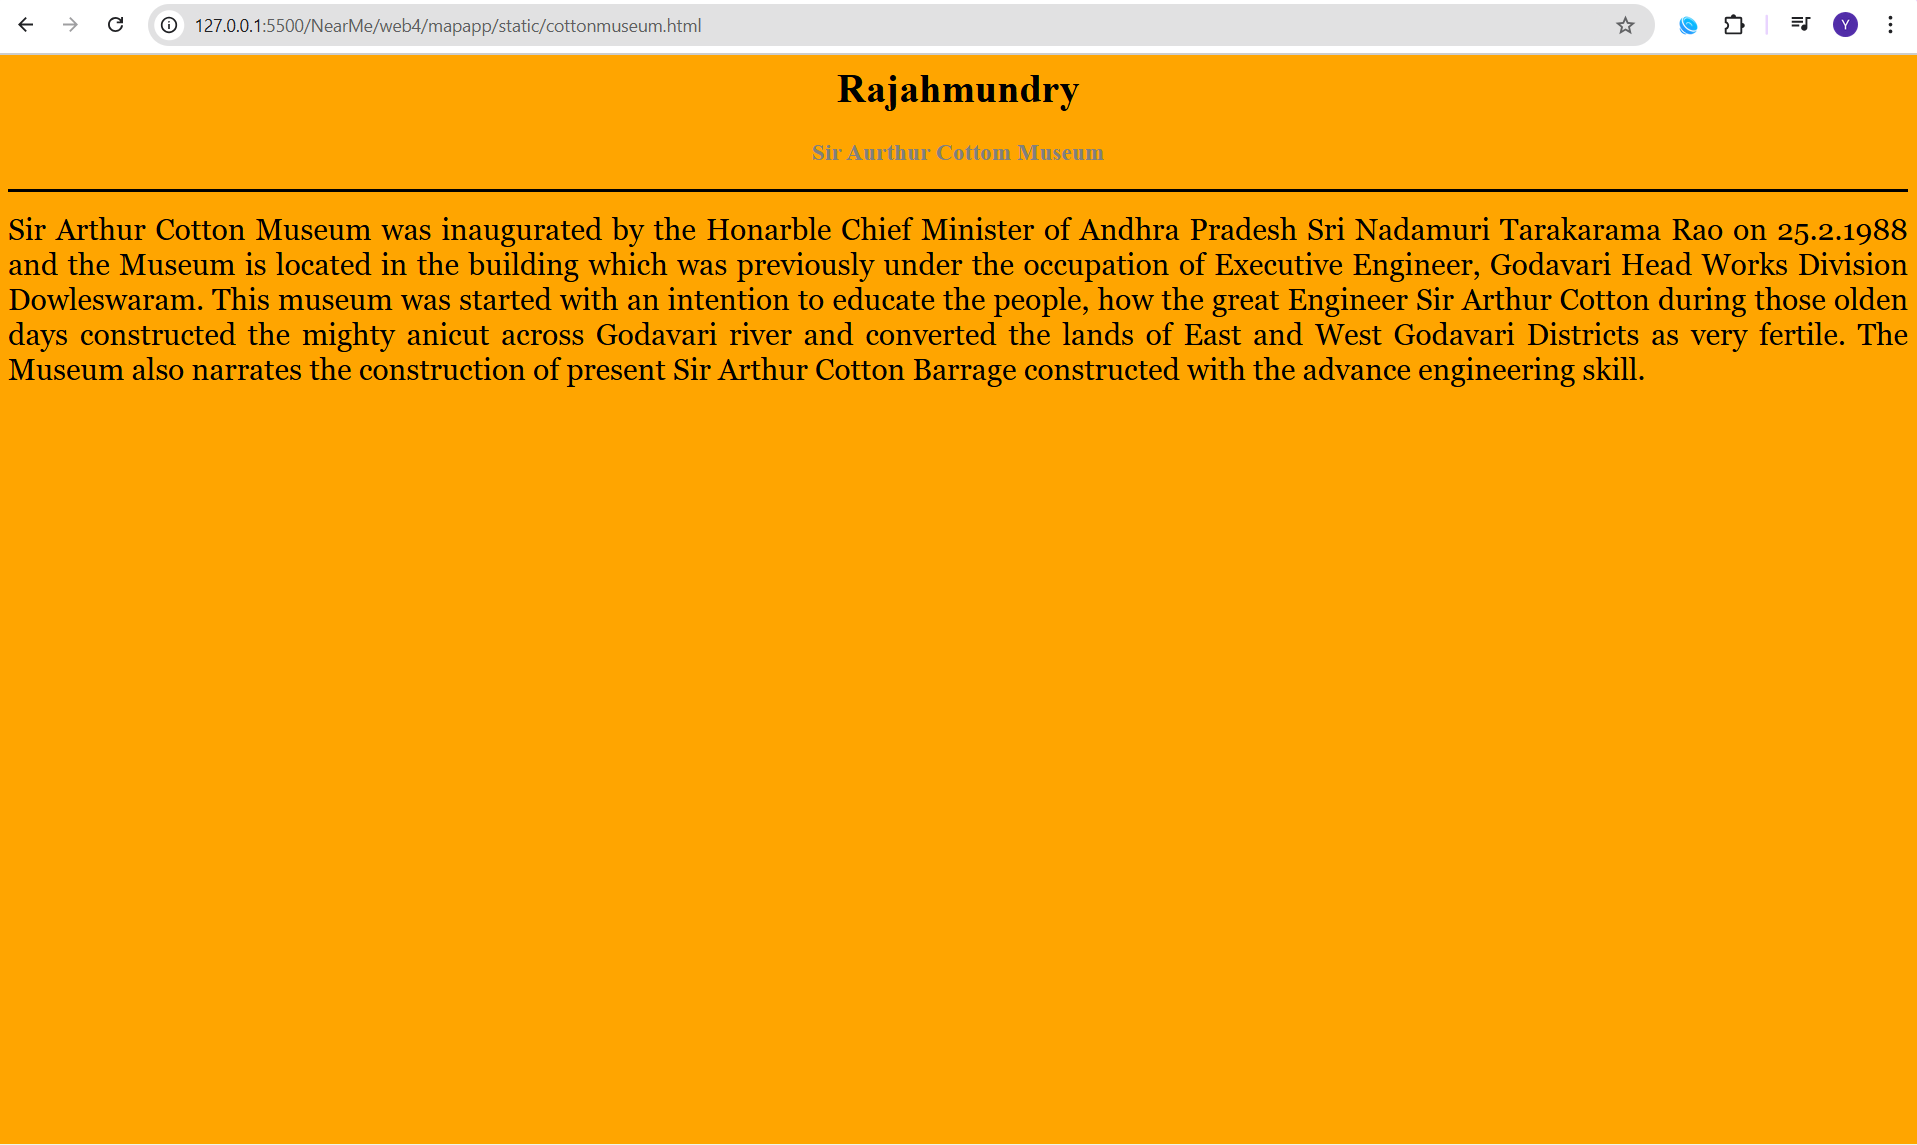 127.0.0.1:5500/NearMe/web4/mapapp/static/cottonmuseum.html
Y
Rajahmundry
Sir Aurthur Cottom Museum
Sir Arthur Cotton Museum was inaugurated by the Honarble Chief Minister of Andhra Pradesh Sri Nadamuri Tarakarama Rao on 25.2.1988
and the Museum is located in the building which was previously under the occupation of Executive Engineer, Godavari Head Works Division
Dowleswaram. This museum was started with an intention to educate the people, how the great Engineer Sir Arthur Cotton during those olden
days constructed the mighty anicut across Godavari river and converted the lands of East and West Godavari Districts as very fertile. The
Museum also narrates the construction of present Sir Arthur Cotton Barrage constructed with the advance engineering skill.